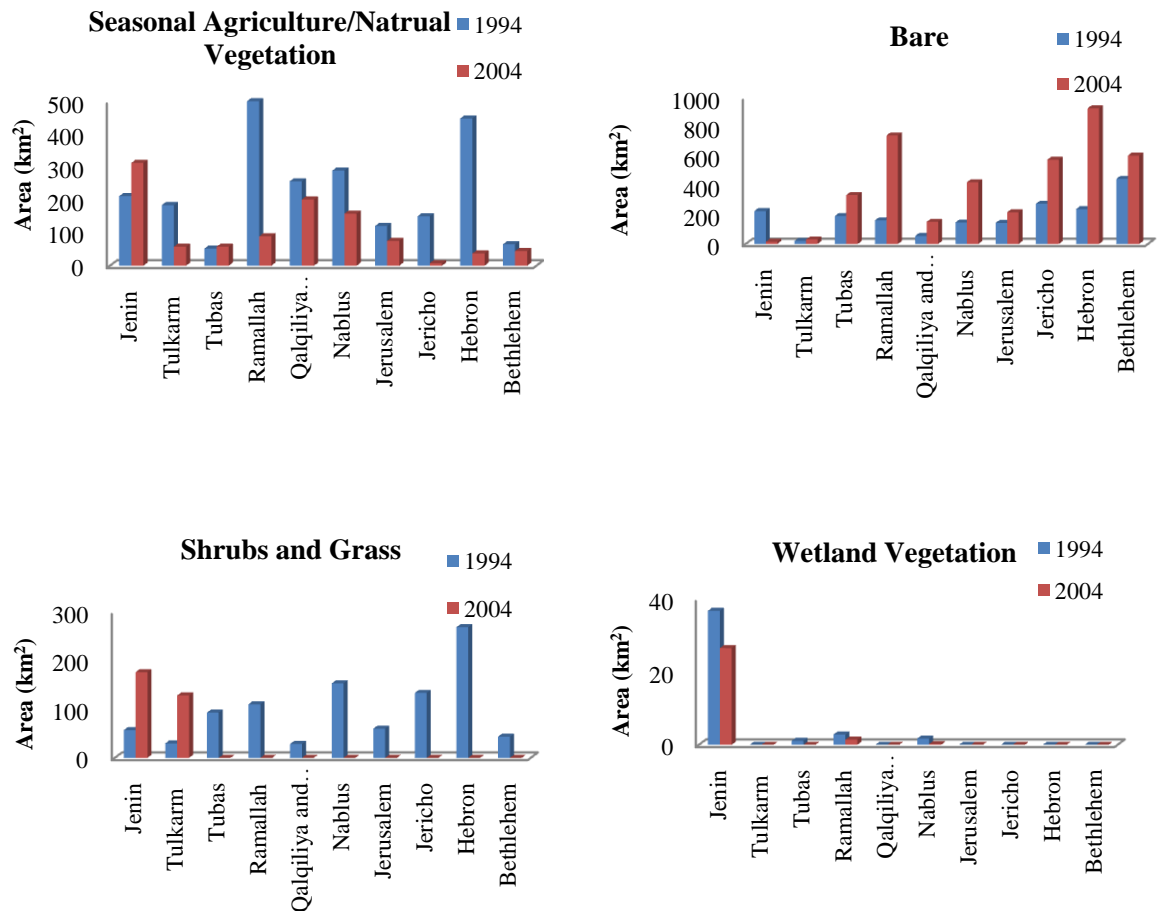 Seasonal Agriculture/Natrual
Vegetation
1994
2004
Area (km²)
500
400
300
200
100
0
Jenin
Tulkarm
Tubas
Ramallah
Qalqiliya..
Nablus
Jerusalem
Jericho
Hebron
Bethlehem
Bare
1994
2004
Area (km²)
1000
800
600
400
200
0
Jenin
Tulkarm
Tubas
Ramallah
Qalqiliya and..
Nablus
Jerusalem
Jericho
Hebron
Bethlehem
Shrubs and Grass
1994
2004
Area (km²)
300
200
100
0
Jenin
Tulkarm
Tubas
Ramallah
Qalqiliya and..
Nablus
Jerusalem
Jericho
Hebron
Bethlehem
Wetland Vegetation
1994
2004
Area (km²)
40
20
0
Jenin
Tulkarm
Tubas
Ramallah
Qalqiliya..
Nablus
Jerusalem
Jericho
Hebron
Bethlehem